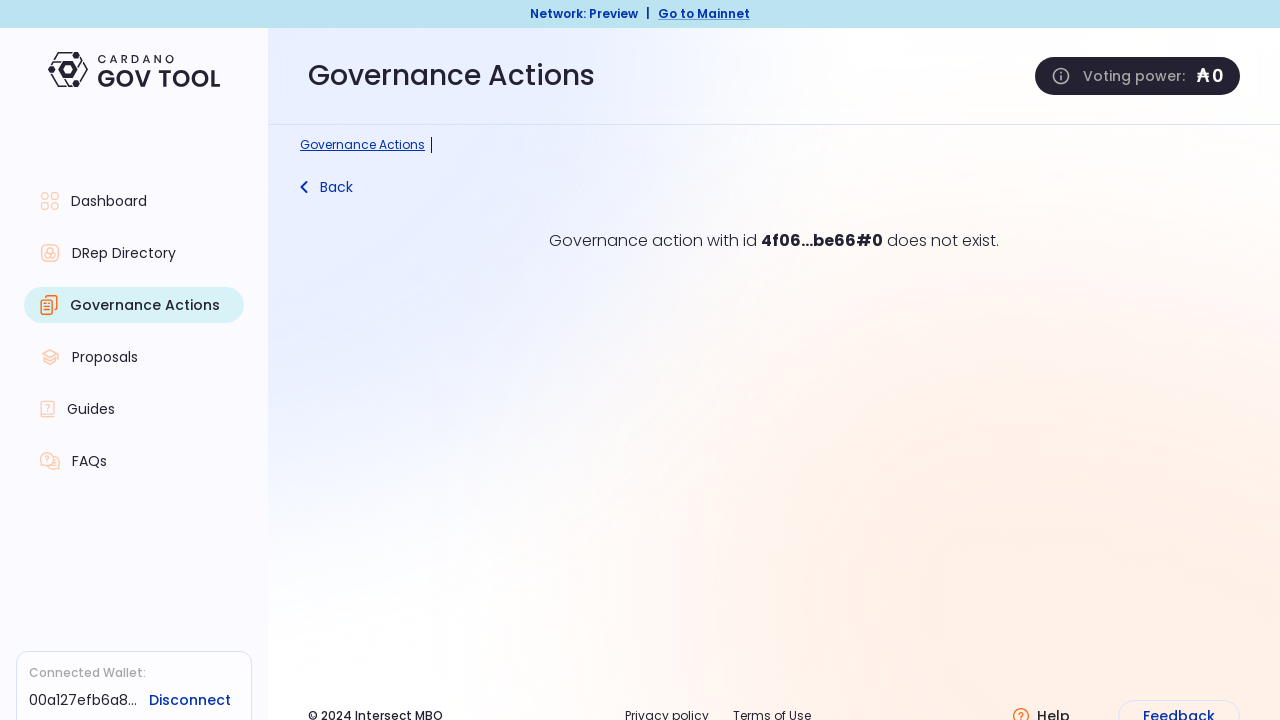 Network: Preview | Go to Mainnet
CARDANO
GOV TOOL
Governance Actions
Voting power: ₳ 0
Governance Actions
Back
Governance action with id 4f06...be66#0 does not exist.
Dashboard
DRep Directory
Governance Actions
Proposals
Guides
FAQs
Connected Wallet:
00a127efb6a8... Disconnect
© 2024 Intersect MBO
Privacy policy
Terms of Use
Help
Feedback